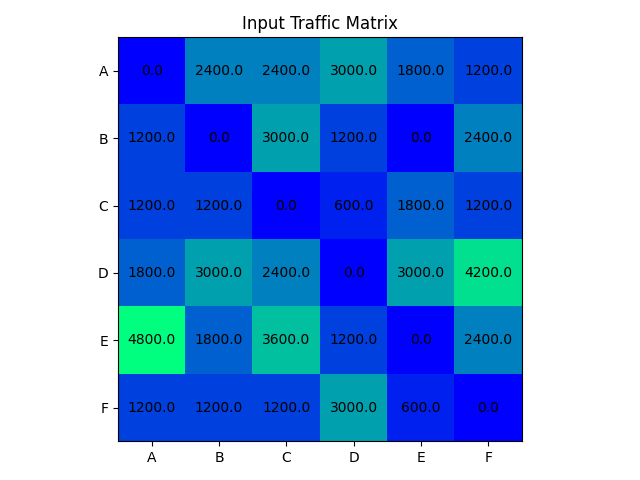 Input Traffic Matrix
A 0.0 2400.0 2400.0 3000.0 1800.0 1200.0
B 1200.0 0.0 3000.0 1200.0 0.0 2400.0
C 1200.0 1200.0 0.0 600.0 1800.0 1200.0
D 1800.0 3000.0 2400.0 0.0 3000.0 4200.0
E 4800.0 1800.0 3600.0 1200.0 0.0 2400.0
F 1200.0 1200.0 1200.0 3000.0 600.0 0.0
A B C D E F